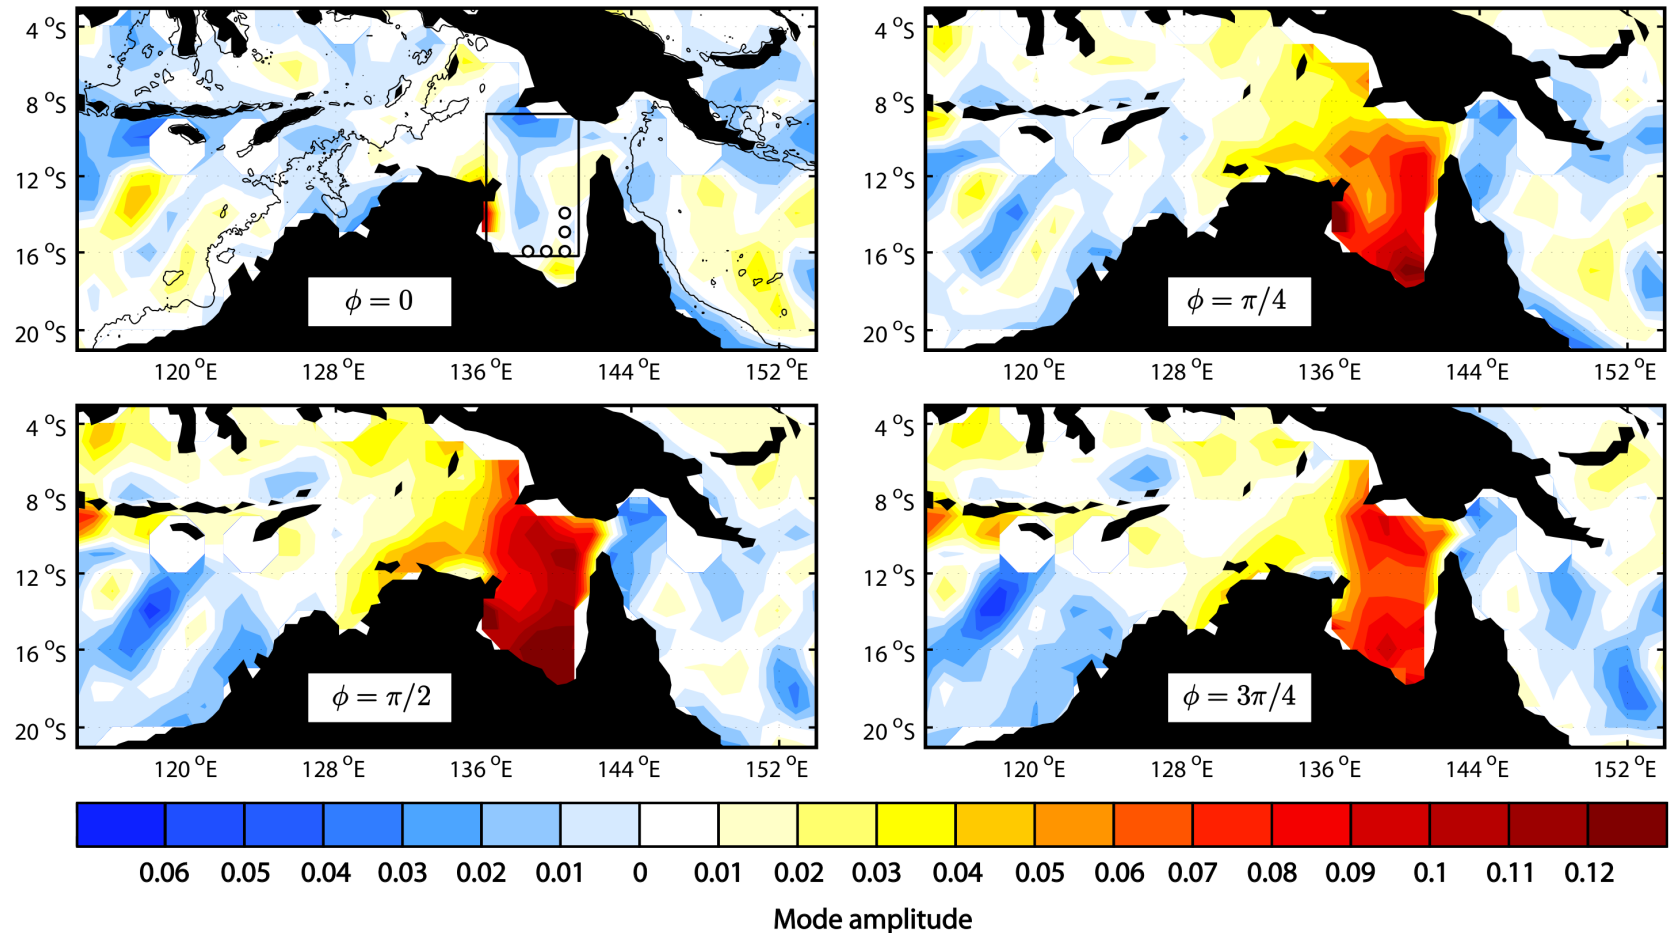 4 °S
8 °S
12 °S
16 °S
20 °S
120 °E
128 °E
136 °E
144 °E
152 °E
ϕ = 0
4 °S
8 °S
12 °S
16 °S
20 °S
120 °E
128 °E
136 °E
144 °E
152 °E
ϕ = π/4
4 °S
8 °S
12 °S
16 °S
20 °S
120 °E
128 °E
136 °E
144 °E
152 °E
ϕ = π/2
4 °S
8 °S
12 °S
16 °S
20 °S
120 °E
128 °E
136 °E
144 °E
152 °E
ϕ = 3π/4
0.06 0.05 0.04 0.03 0.02 0.01 0 0.01 0.02 0.03 0.04 0.05 0.06 0.07 0.08 0.09 0.1 0.11 0.12
Mode amplitude